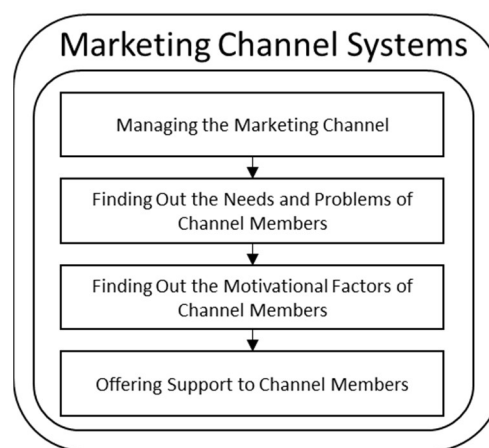 Marketing Channel Systems
Managing the Marketing Channel
Finding Out the Needs and Problems of
Channel Members
Finding Out the Motivational Factors of
Channel Members
Offering Support to Channel Members